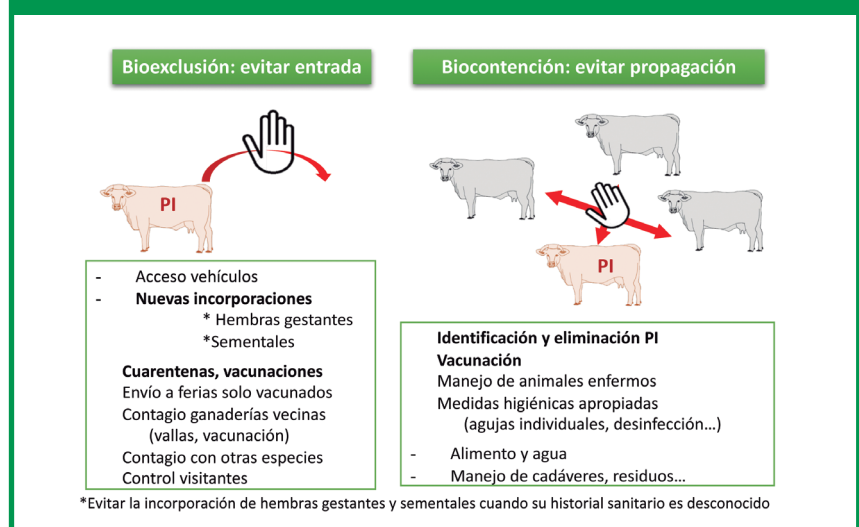 Bioexclusión: evitar entrada
PI
- Acceso vehículos
- Nuevas incorporaciones
* Hembras gestantes
*Sementales
Cuarentenas, vacunaciones
Envío a ferias solo vacunados
Contagio ganaderías vecinas
(vallas, vacunación)
Contagio con otras especies
Control visitantes
Biocontención: evitar propagación
PI
Identificación y eliminación PI
Vacunación
Manejo de animales enfermos
Medidas higiénicas apropiadas
(agujas individuales, desinfección…)
- Alimento y agua
- Manejo de cadáveres, residuos…
*Evitar la incorporación de hembras gestantes y sementales cuando su historial sanitario es desconocido